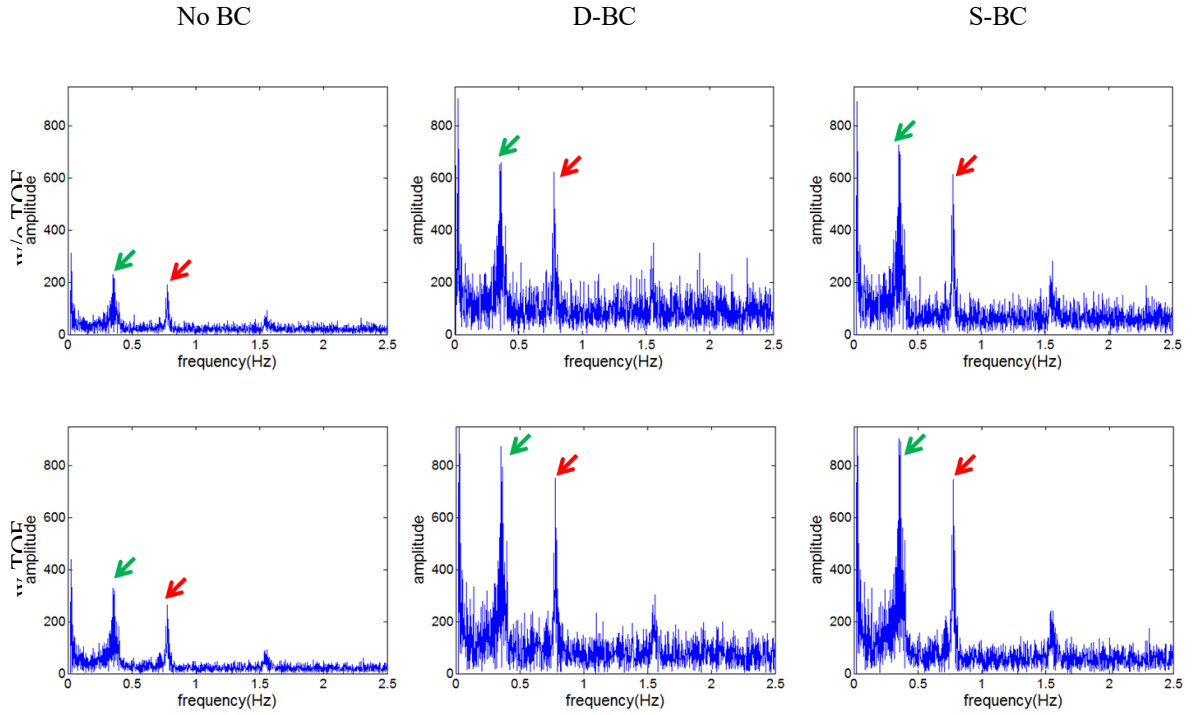 No BC D-BC S-BC
w/o TOF
amplitude
800 800 800
600 600 600
400 400 400
200 200 200
0 0 0
0 0.5 1 1.5 2 2.5 0 0.5 1 1.5 2 2.5 0 0.5 1 1.5 2 2.5
frequency(Hz) amplitude frequency(Hz) amplitude frequency(Hz)
w TOF
amplitude
800 800 800
600 600 600
400 400 400
200 200 200
0 0 0
0 0.5 1 1.5 2 2.5 0 0.5 1 1.5 2 2.5 0 0.5 1 1.5 2 2.5
frequency(Hz) amplitude frequency(Hz) amplitude frequency(Hz)